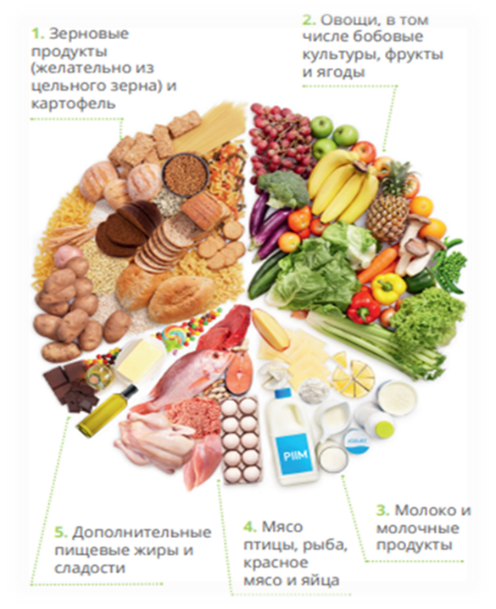 1. Зерновые
продукты
(желательно из
цельного зерна) и
картофель
2. Овощи, в том
числе бобовые
культуры, фрукты
и ягоды
PIIM
3. Молоко и
молочные
продукты
4. Мясо
птицы, рыба,
красное
мясо и яйца
5. Дополнительные
пищевые жиры и
сладости